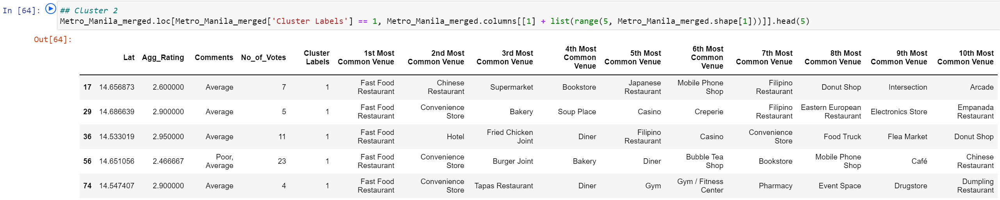 In [64]:
## Cluster 2
Metro_Manila_merged.loc[Metro_Manila_merged['Cluster Labels'] == 1, Metro_Manila_merged.columns[[1] + list(range(5, Metro_Manila_merged.shape[1]))]].head(5)
Out[64]:
Lat Agg_Rating Comments No_of_Votes Cluster Labels 1st Most Common Venue 2nd Most Common Venue 3rd Most Common Venue 4th Most Common Venue 5th Most Common Venue 6th Most Common Venue 7th Most Common Venue 8th Most Common Venue 9th Most Common Venue 10th Most Common Venue
17 14.656873 2.600000 Average 7 1 Fast Food Restaurant Chinese Restaurant Supermarket Bookstore Japanese Restaurant Mobile Phone Shop Filipino Restaurant Donut Shop Intersection Arcade
29 14.686639 2.900000 Average 5 1 Fast Food Restaurant Convenience Store Bakery Soup Place Casino Creperie Filipino Restaurant Eastern European Restaurant Electronics Store Empanada Restaurant
36 14.533019 2.950000 Average 11 1 Fast Food Restaurant Hotel Fried Chicken Joint Diner Filipino Restaurant Casino Convenience Store Food Truck Flea Market Donut Shop
56 14.651056 2.466667 Poor, Average 23 1 Fast Food Restaurant Convenience Store Burger Joint Bakery Diner Bubble Tea Shop Bookstore Mobile Phone Shop Café Chinese Restaurant
74 14.547407 2.900000 Average 4 1 Fast Food Restaurant Convenience Store Tapas Restaurant Diner Gym Gym / Fitness Center Pharmacy Event Space Drugstore Dumpling Restaurant